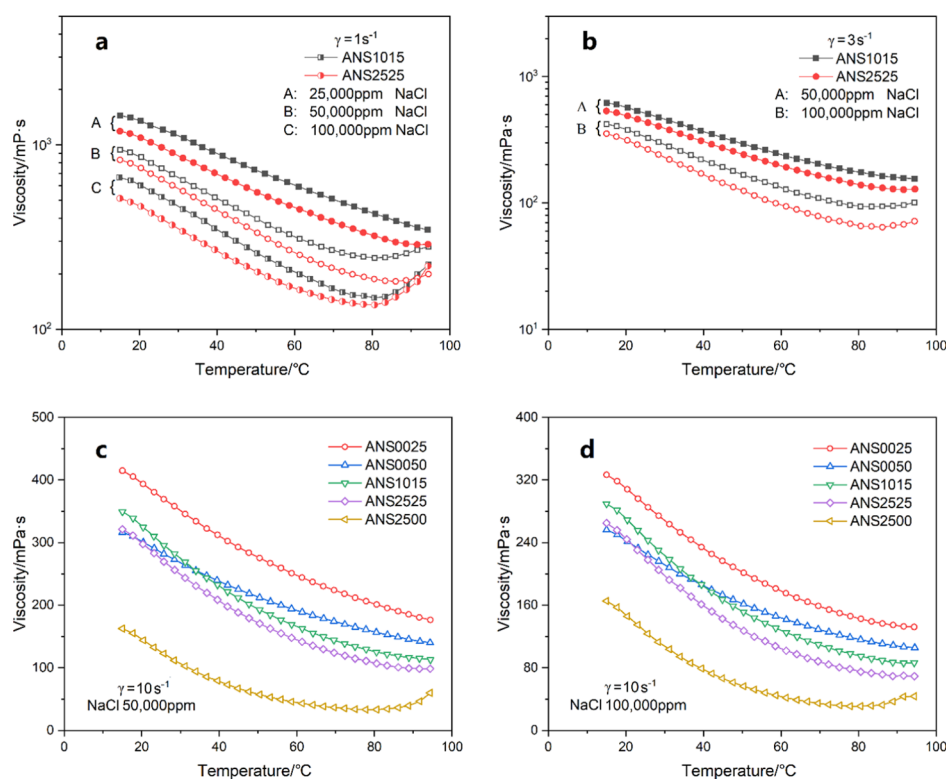 a
γ = 1s⁻¹
ANS1015
ANS2525
A: 25,000ppm NaCl
B: 50,000ppm NaCl
C: 100,000ppm NaCl
A
B
C
10³
10²
Viscosity/mP·s
0 20 40 60 80 100
Temperature/°C
b
γ = 3s⁻¹
ANS1015
ANS2525
A: 50,000ppm NaCl
B: 100,000ppm NaCl
A
B
10³
10²
10¹
Viscosity/mPa·s
0 20 40 60 80 100
Temperature/°C
c
ANS0025
ANS0050
ANS1015
ANS2525
ANS2500
500
400
300
200
100
0
Viscosity/mPa·s
γ = 10s⁻¹
NaCl 50,000ppm
0 20 40 60 80 100
Temperature/°C
d
ANS0025
ANS0050
ANS1015
ANS2525
ANS2500
400
320
240
160
80
0
Viscosity/mPa·s
γ = 10s⁻¹
NaCl 100,000ppm
0 20 40 60 80 100
Temperature/°C